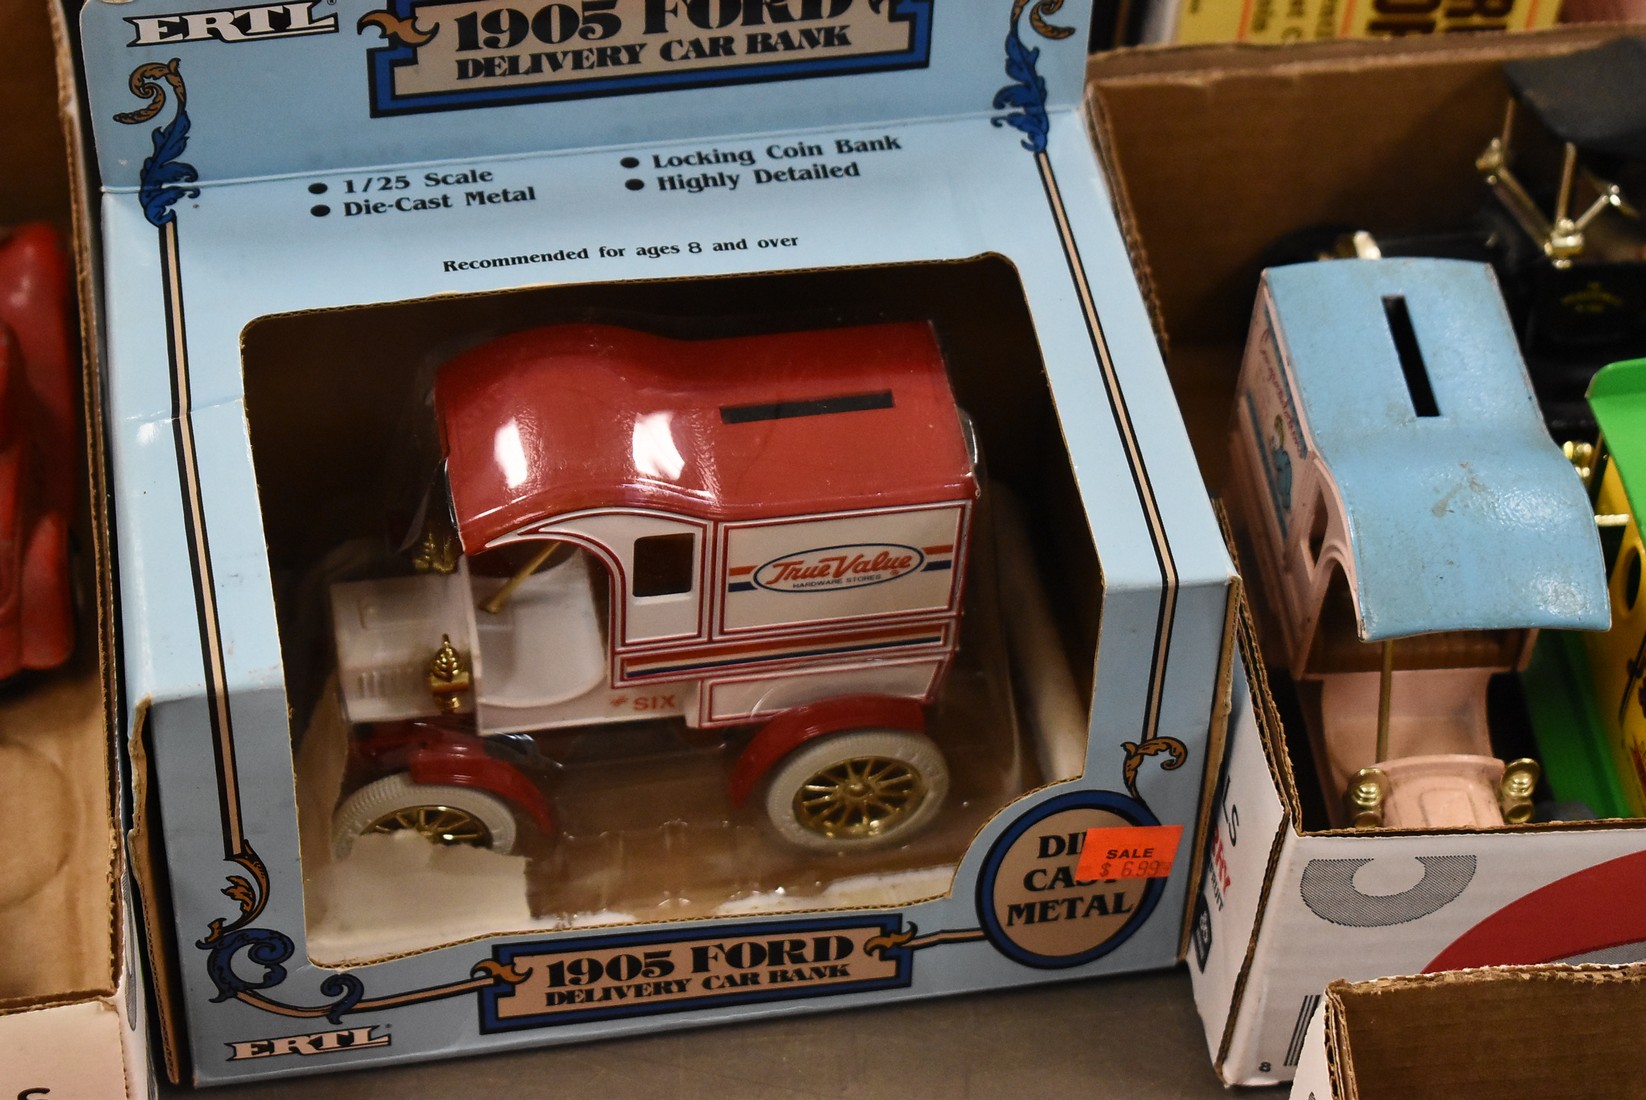 ERTL
1905 FORD
DELIVERY CAR BANK
1/25 Scale
Die-Cast Metal
Locking Coin Bank
Highly Detailed
Recommended for ages 8 and over
True Value
HARDWARE STORES
# SIX
DIE
CAST
METAL
SALE
$ 6.99
1905 FORD
DELIVERY CAR BANK
ERTL
8